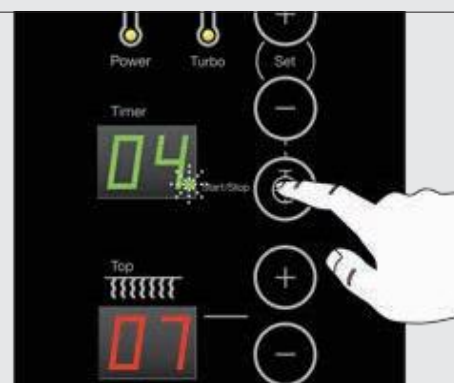 Power Turbo
+
( Set )
−
Timer
04
Start/Stop
Top
+
07
−